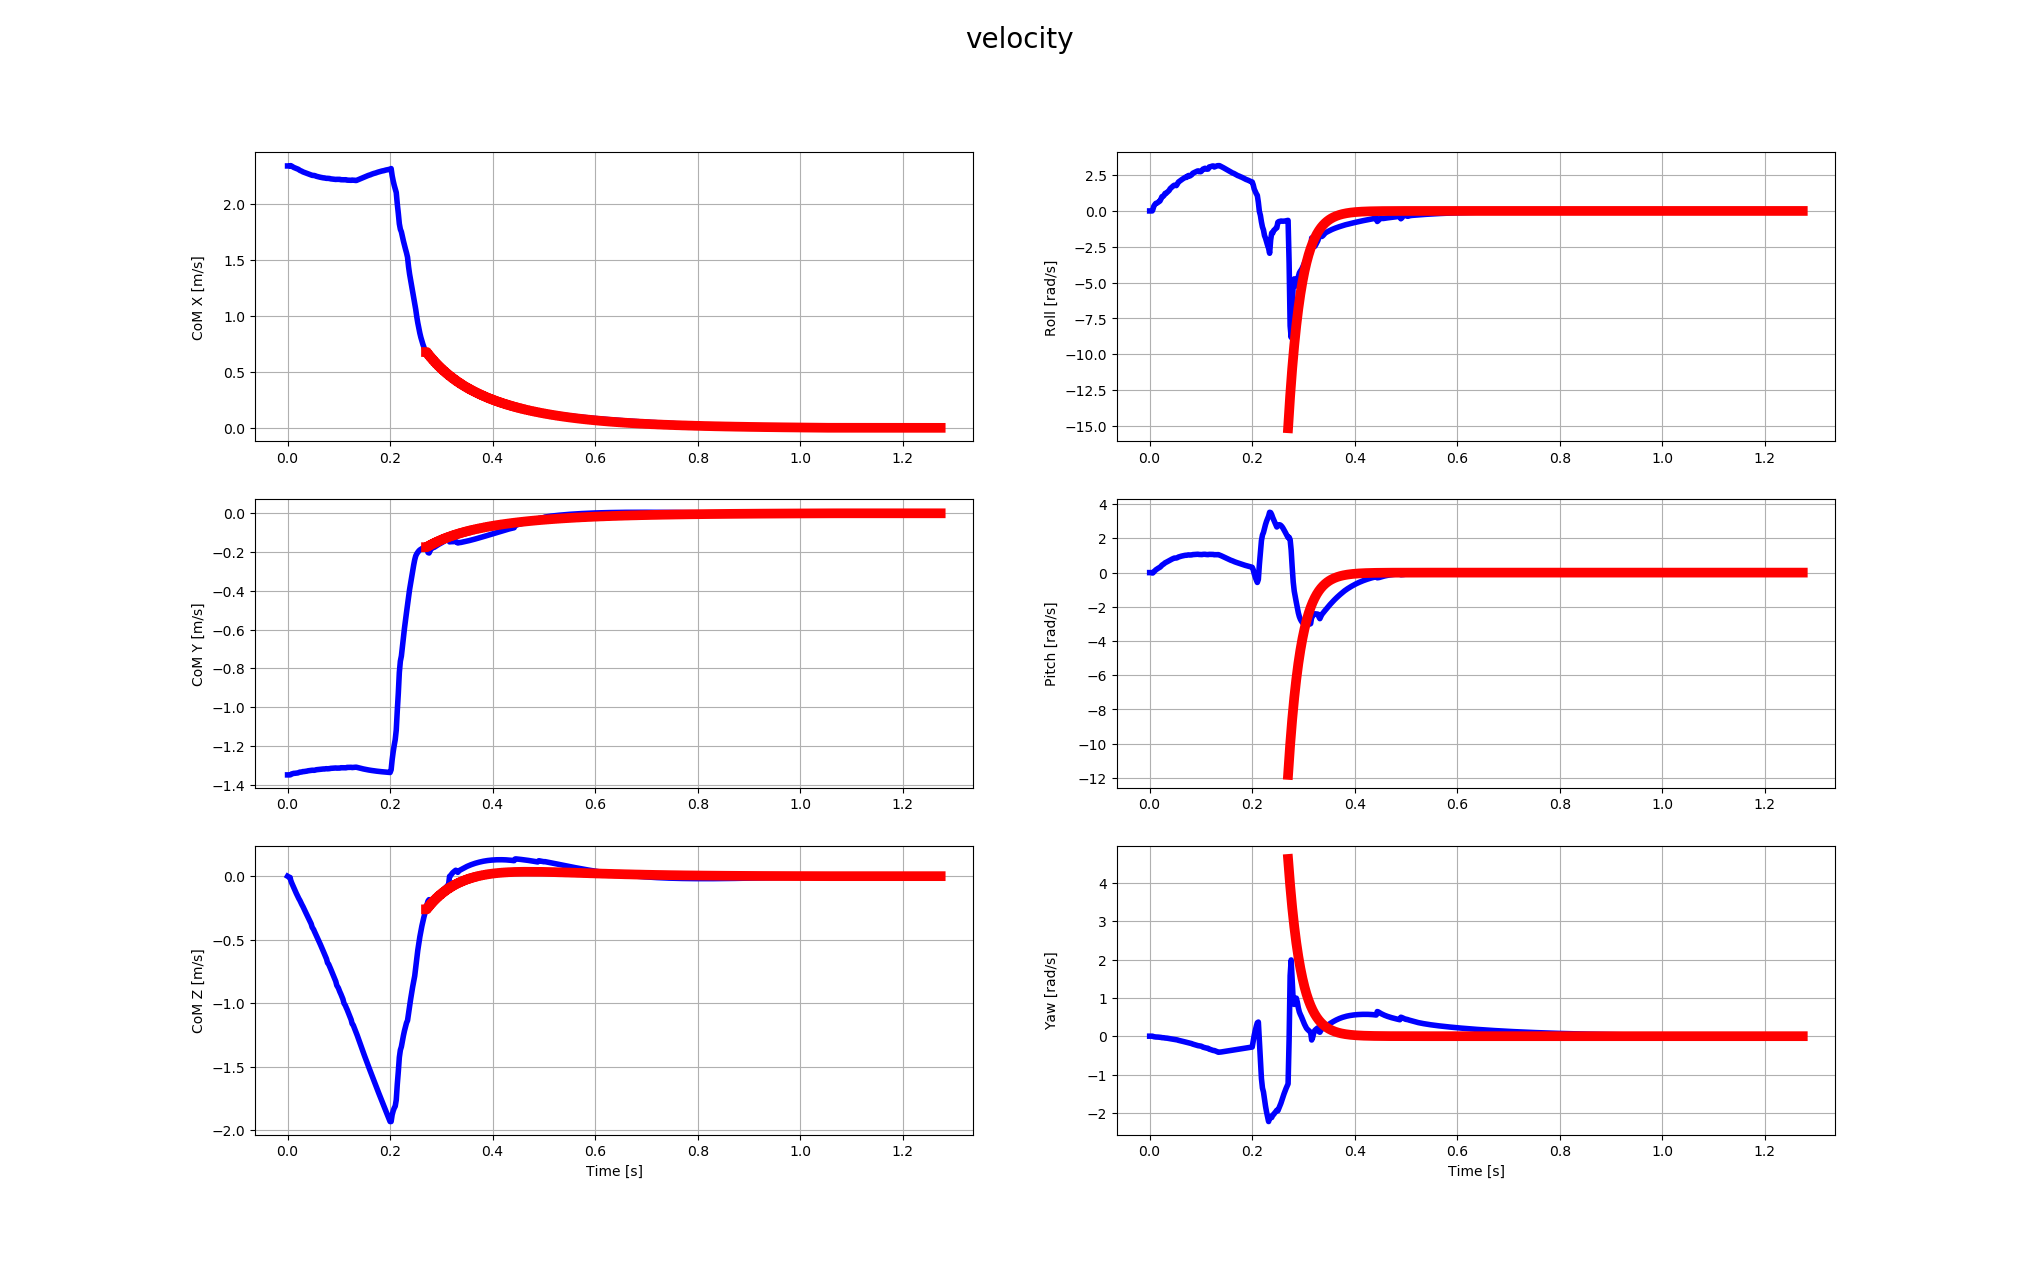 velocity
CoM X [m/s]
2.0
1.5
1.0
0.5
0.0
0.0 0.2 0.4 0.6 0.8 1.0 1.2
Roll [rad/s]
2.5
0.0
−2.5
−5.0
−7.5
−10.0
−12.5
−15.0
0.0 0.2 0.4 0.6 0.8 1.0 1.2
CoM Y [m/s]
0.0
−0.2
−0.4
−0.6
−0.8
−1.0
−1.2
−1.4
0.0 0.2 0.4 0.6 0.8 1.0 1.2
Pitch [rad/s]
4
2
0
−2
−4
−6
−8
−10
−12
0.0 0.2 0.4 0.6 0.8 1.0 1.2
CoM Z [m/s]
0.0
−0.5
−1.0
−1.5
−2.0
0.0 0.2 0.4 0.6 0.8 1.0 1.2
Time [s]
Yaw [rad/s]
4
3
2
1
0
−1
−2
0.0 0.2 0.4 0.6 0.8 1.0 1.2
Time [s]